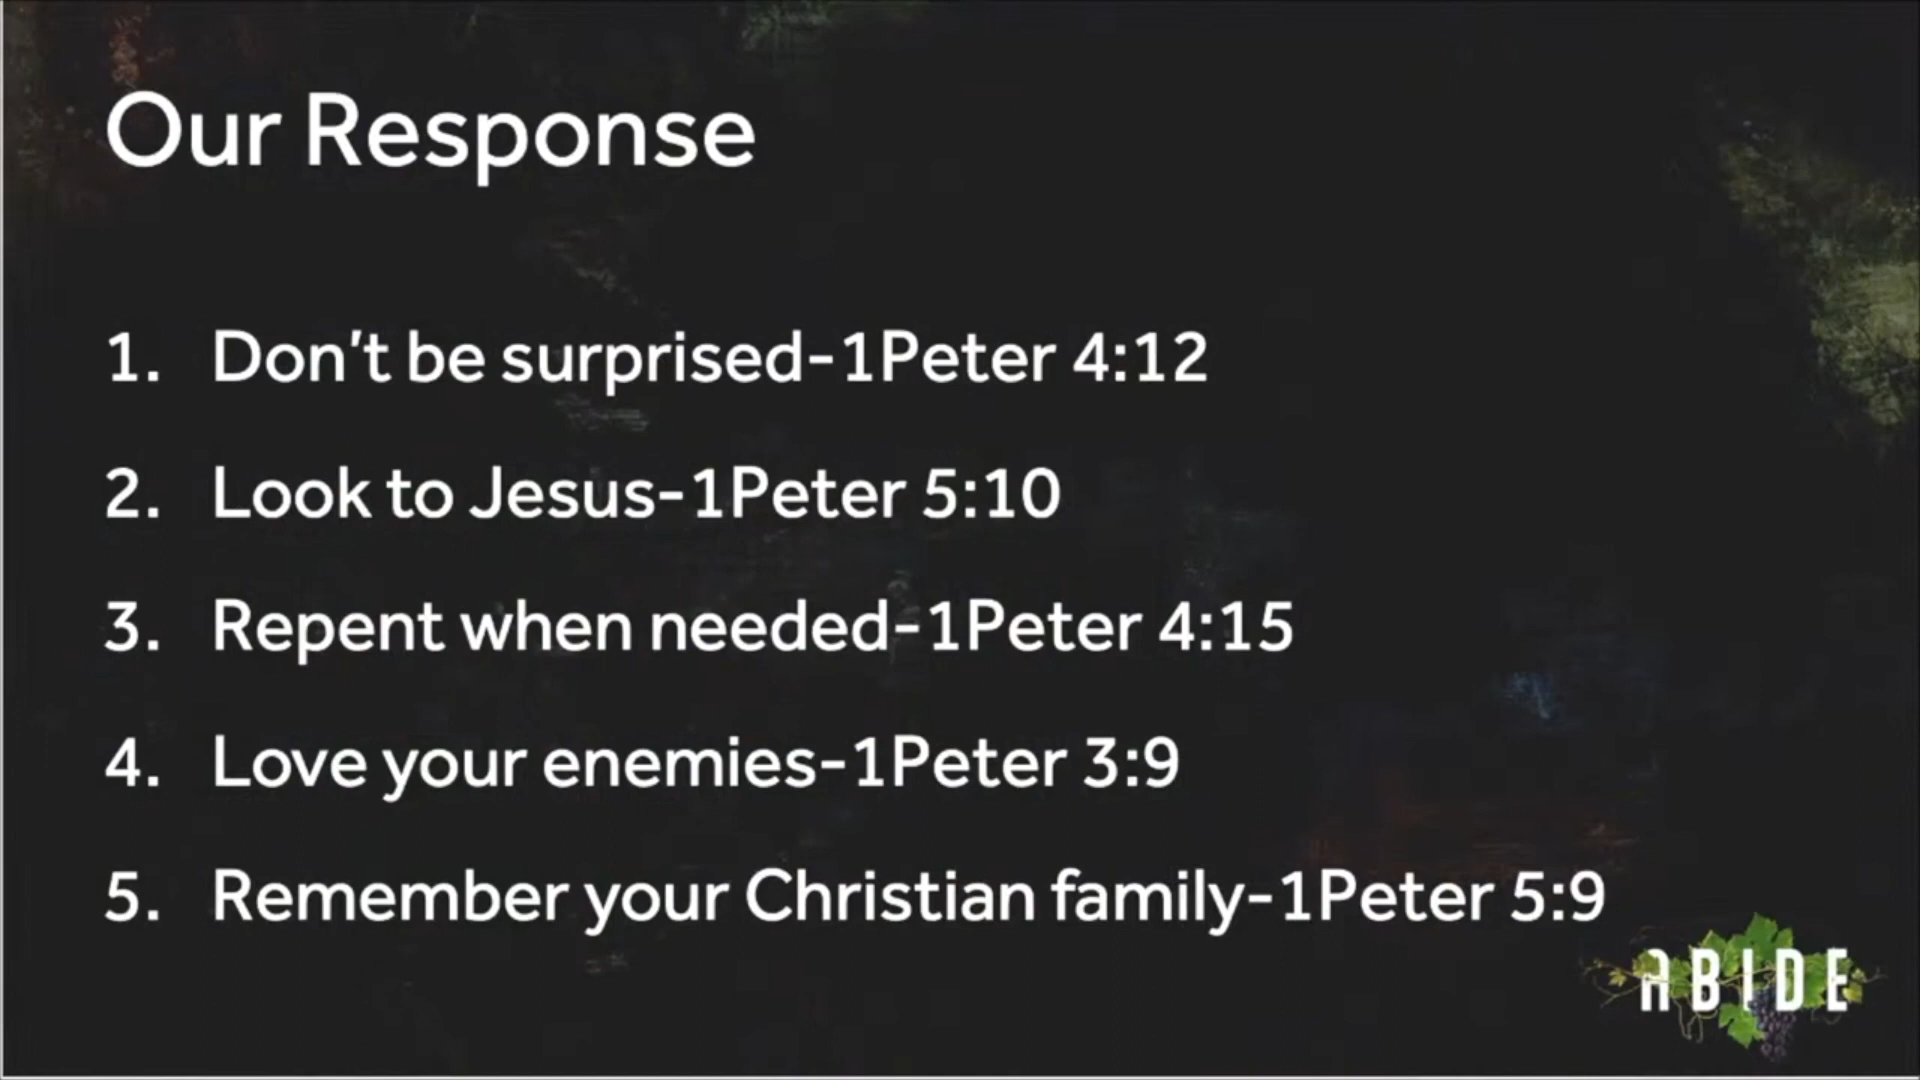 Our Response
1. Don't be surprised-1Peter 4:12
2. Look to Jesus-1Peter 5:10
3. Repent when needed-1Peter 4:15
4. Love your enemies-1Peter 3:9
5. Remember your Christian family-1Peter 5:9
ABIDE